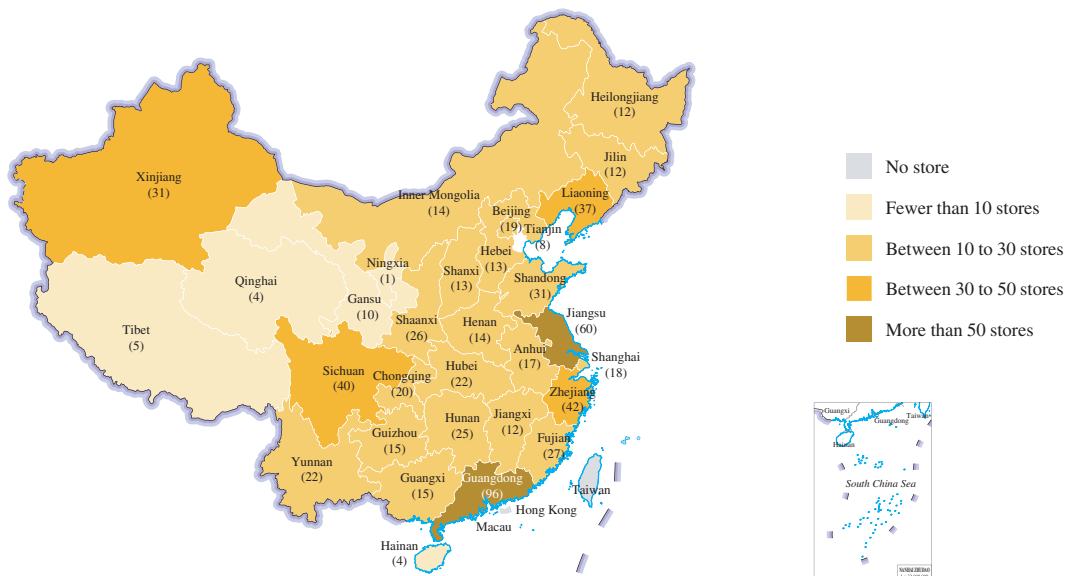 Heilongjiang
(12)
Jilin
(12)
Xinjiang
(31)
Liaoning
(37)
Inner Mongolia
(14)
Beijing
(19)
Tianjin
(8)
Hebei
(13)
Ningxia
(1)
Shanxi
(13)
Shandong
(31)
Qinghai
(4)
Gansu
(10)
Jiangsu
(60)
Tibet
(5)
Shaanxi
(26)
Henan
(14)
Anhui
(17)
Shanghai
(18)
Sichuan
(40)
Chongqing
(20)
Hubei
(22)
Zhejiang
(42)
Hunan
(25)
Jiangxi
(12)
Guizhou
(15)
Fujian
(27)
Yunnan
(22)
Guangxi
(15)
Guangdong
(96)
Taiwan
Hong Kong
Macau
Hainan
(4)
No store
Fewer than 10 stores
Between 10 to 30 stores
Between 30 to 50 stores
More than 50 stores
Guangxi
Guangdong
Taiwan
Hainan
South China Sea
NANHAI ZHUDAO